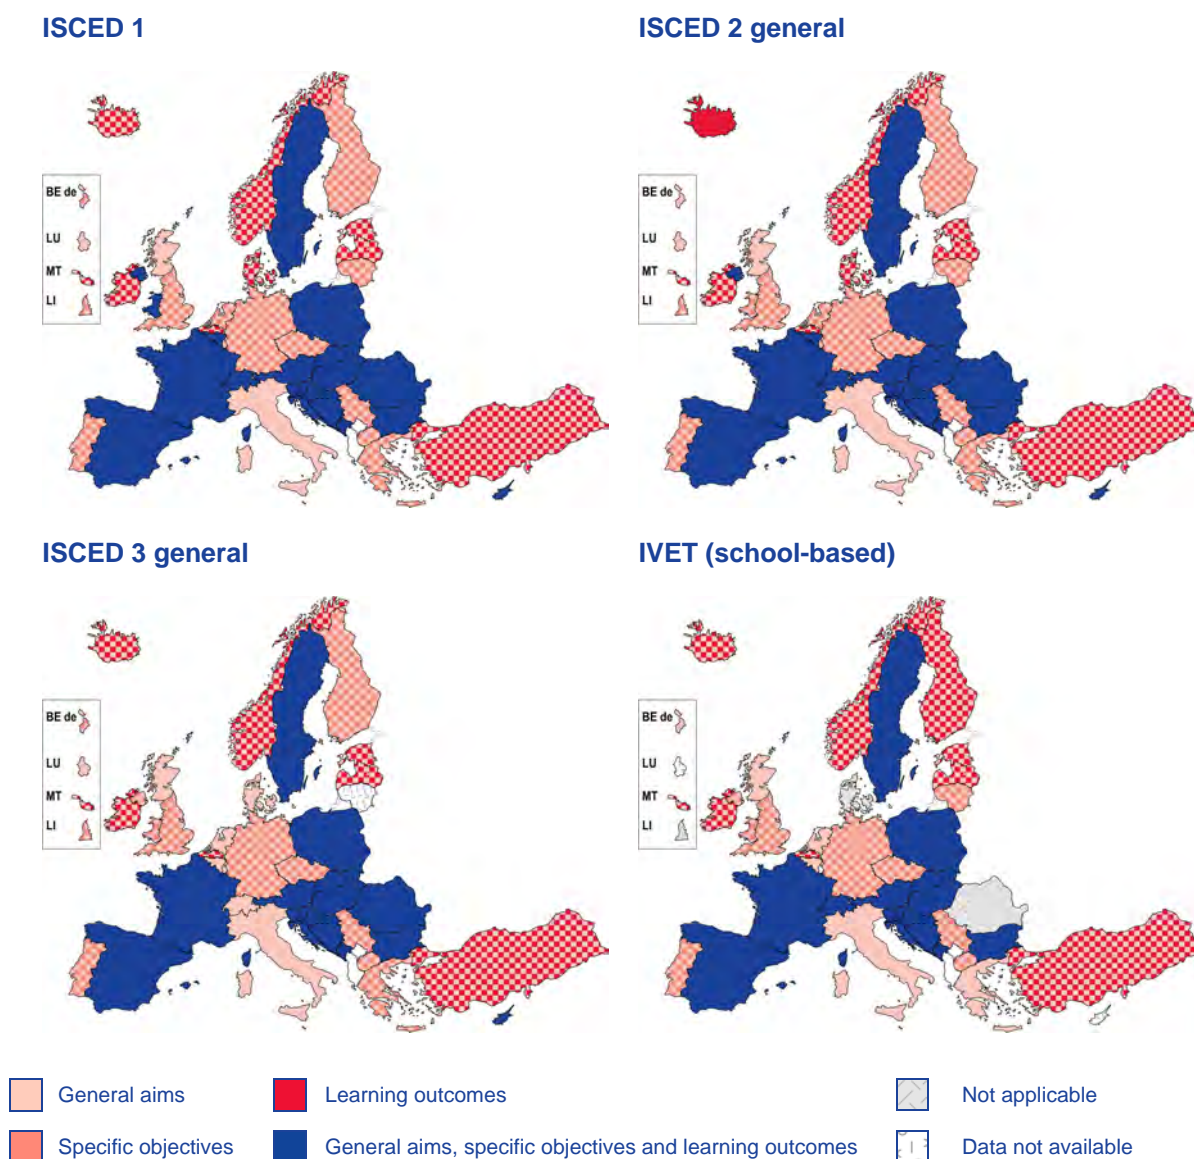 ISCED 1
ISCED 2 general
BE de
LU
MT
LI
BE de
LU
MT
LI
ISCED 3 general
IVET (school-based)
BE de
LU
MT
LI
BE de
LU
MT
LI
General aims
Learning outcomes
Not applicable
Specific objectives
General aims, specific objectives and learning outcomes
Data not available